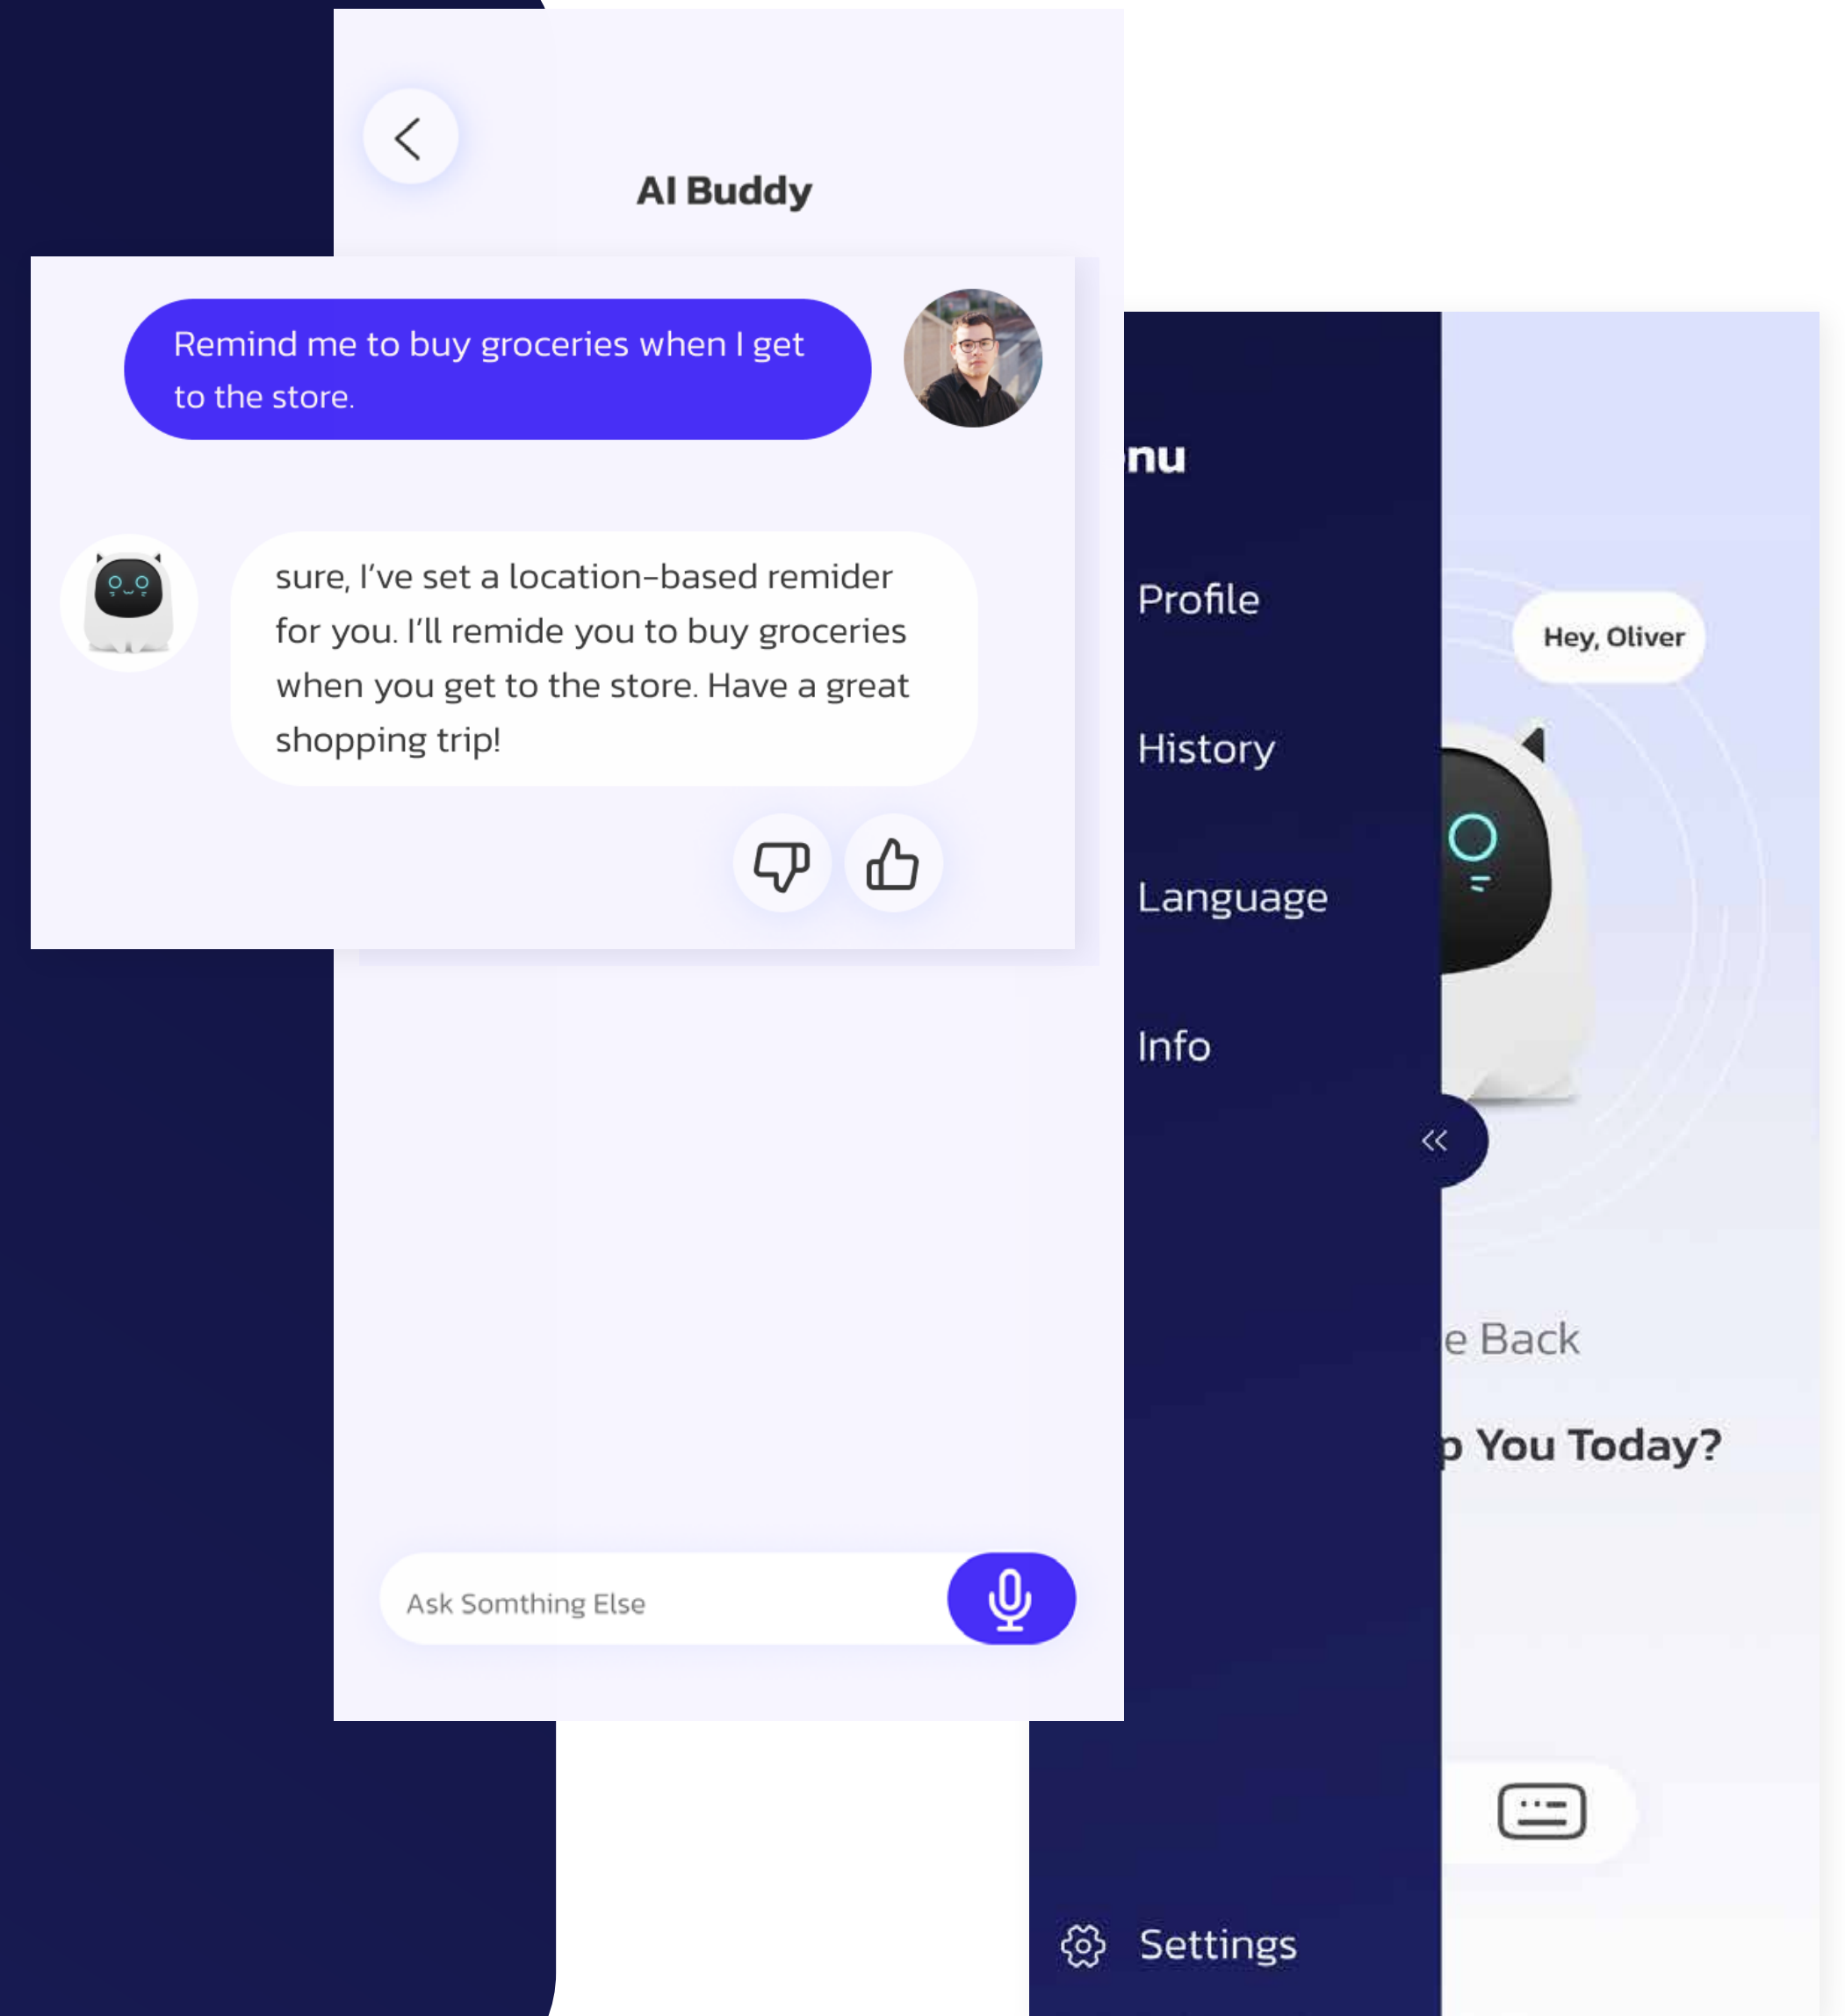 AI Buddy
Remind me to buy groceries when I get
to the store.
sure, I've set a location-based remider
for you. I'll remide you to buy groceries
when you get to the store. Have a great
shopping trip!
Ask Somthing Else
nu
Profile
History
Language
Info
Settings
Hey, Oliver
e Back
p You Today?